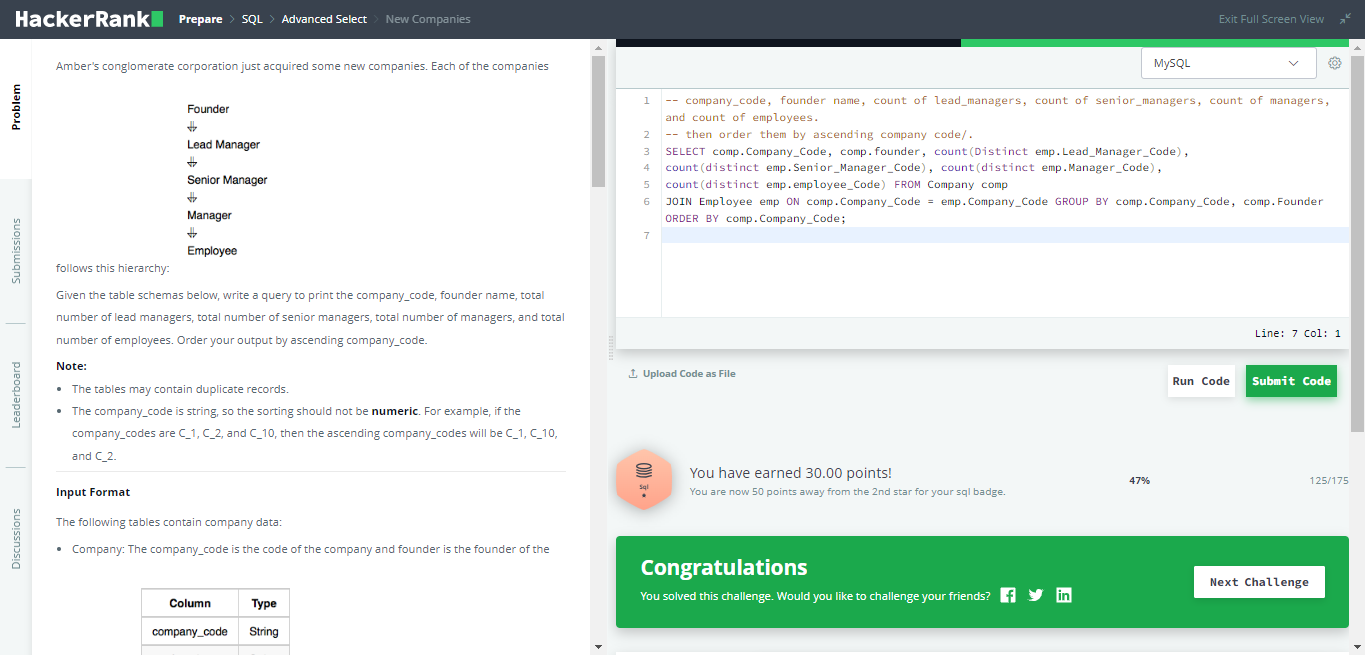 HackerRank Prepare > SQL > Advanced Select > New Companies Exit Full Screen View
Problem
Submissions
Leaderboard
Discussions
Amber's conglomerate corporation just acquired some new companies. Each of the companies
Founder
Lead Manager
Senior Manager
Manager
Employee
follows this hierarchy:
Given the table schemas below, write a query to print the company_code, founder name, total
number of lead managers, total number of senior managers, total number of managers, and total
number of employees. Order your output by ascending company_code.
Note:
• The tables may contain duplicate records.
• The company_code is string, so the sorting should not be numeric. For example, if the
company_codes are C_1, C_2, and C_10, then the ascending company_codes will be C_1, C_10,
and C_2.
Input Format
The following tables contain company data:
• Company: The company_code is the code of the company and founder is the founder of the
Column Type
company_code String
MySQL
1 -- company_code, founder name, count of lead_managers, count of senior_managers, count of managers,
and count of employees.
2 -- then order them by ascending company code/.
3 SELECT comp.Company_Code, comp.founder, count(Distinct emp.Lead_Manager_Code),
4 count(distinct emp.Senior_Manager_Code), count(distinct emp.Manager_Code),
5 count(distinct emp.employee_Code) FROM Company comp
6 JOIN Employee emp ON comp.Company_Code = emp.Company_Code GROUP BY comp.Company_Code, comp.Founder
ORDER BY comp.Company_Code;
7
Line: 7 Col: 1
Upload Code as File
Run Code
Submit Code
Sql
You have earned 30.00 points!
You are now 50 points away from the 2nd star for your sql badge.
47%
125/175
Congratulations
You solved this challenge. Would you like to challenge your friends?
Next Challenge